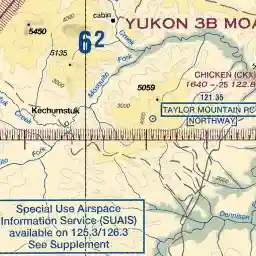 cabin
Creek
YUKON 3B MOA
5450
6²
5135
CHICKEN (CKX)
1640 - 25 122.8
5059
Mosquito
Fork
3000
4000
121.35
TAYLOR MOUNTAIN RC
NORTHWAY
Kechumstuk
Creek
Fork
3000
Dennison
Special Use Airspace
Information Service (SUAIS)
available on 125.3/126.3
See Supplement